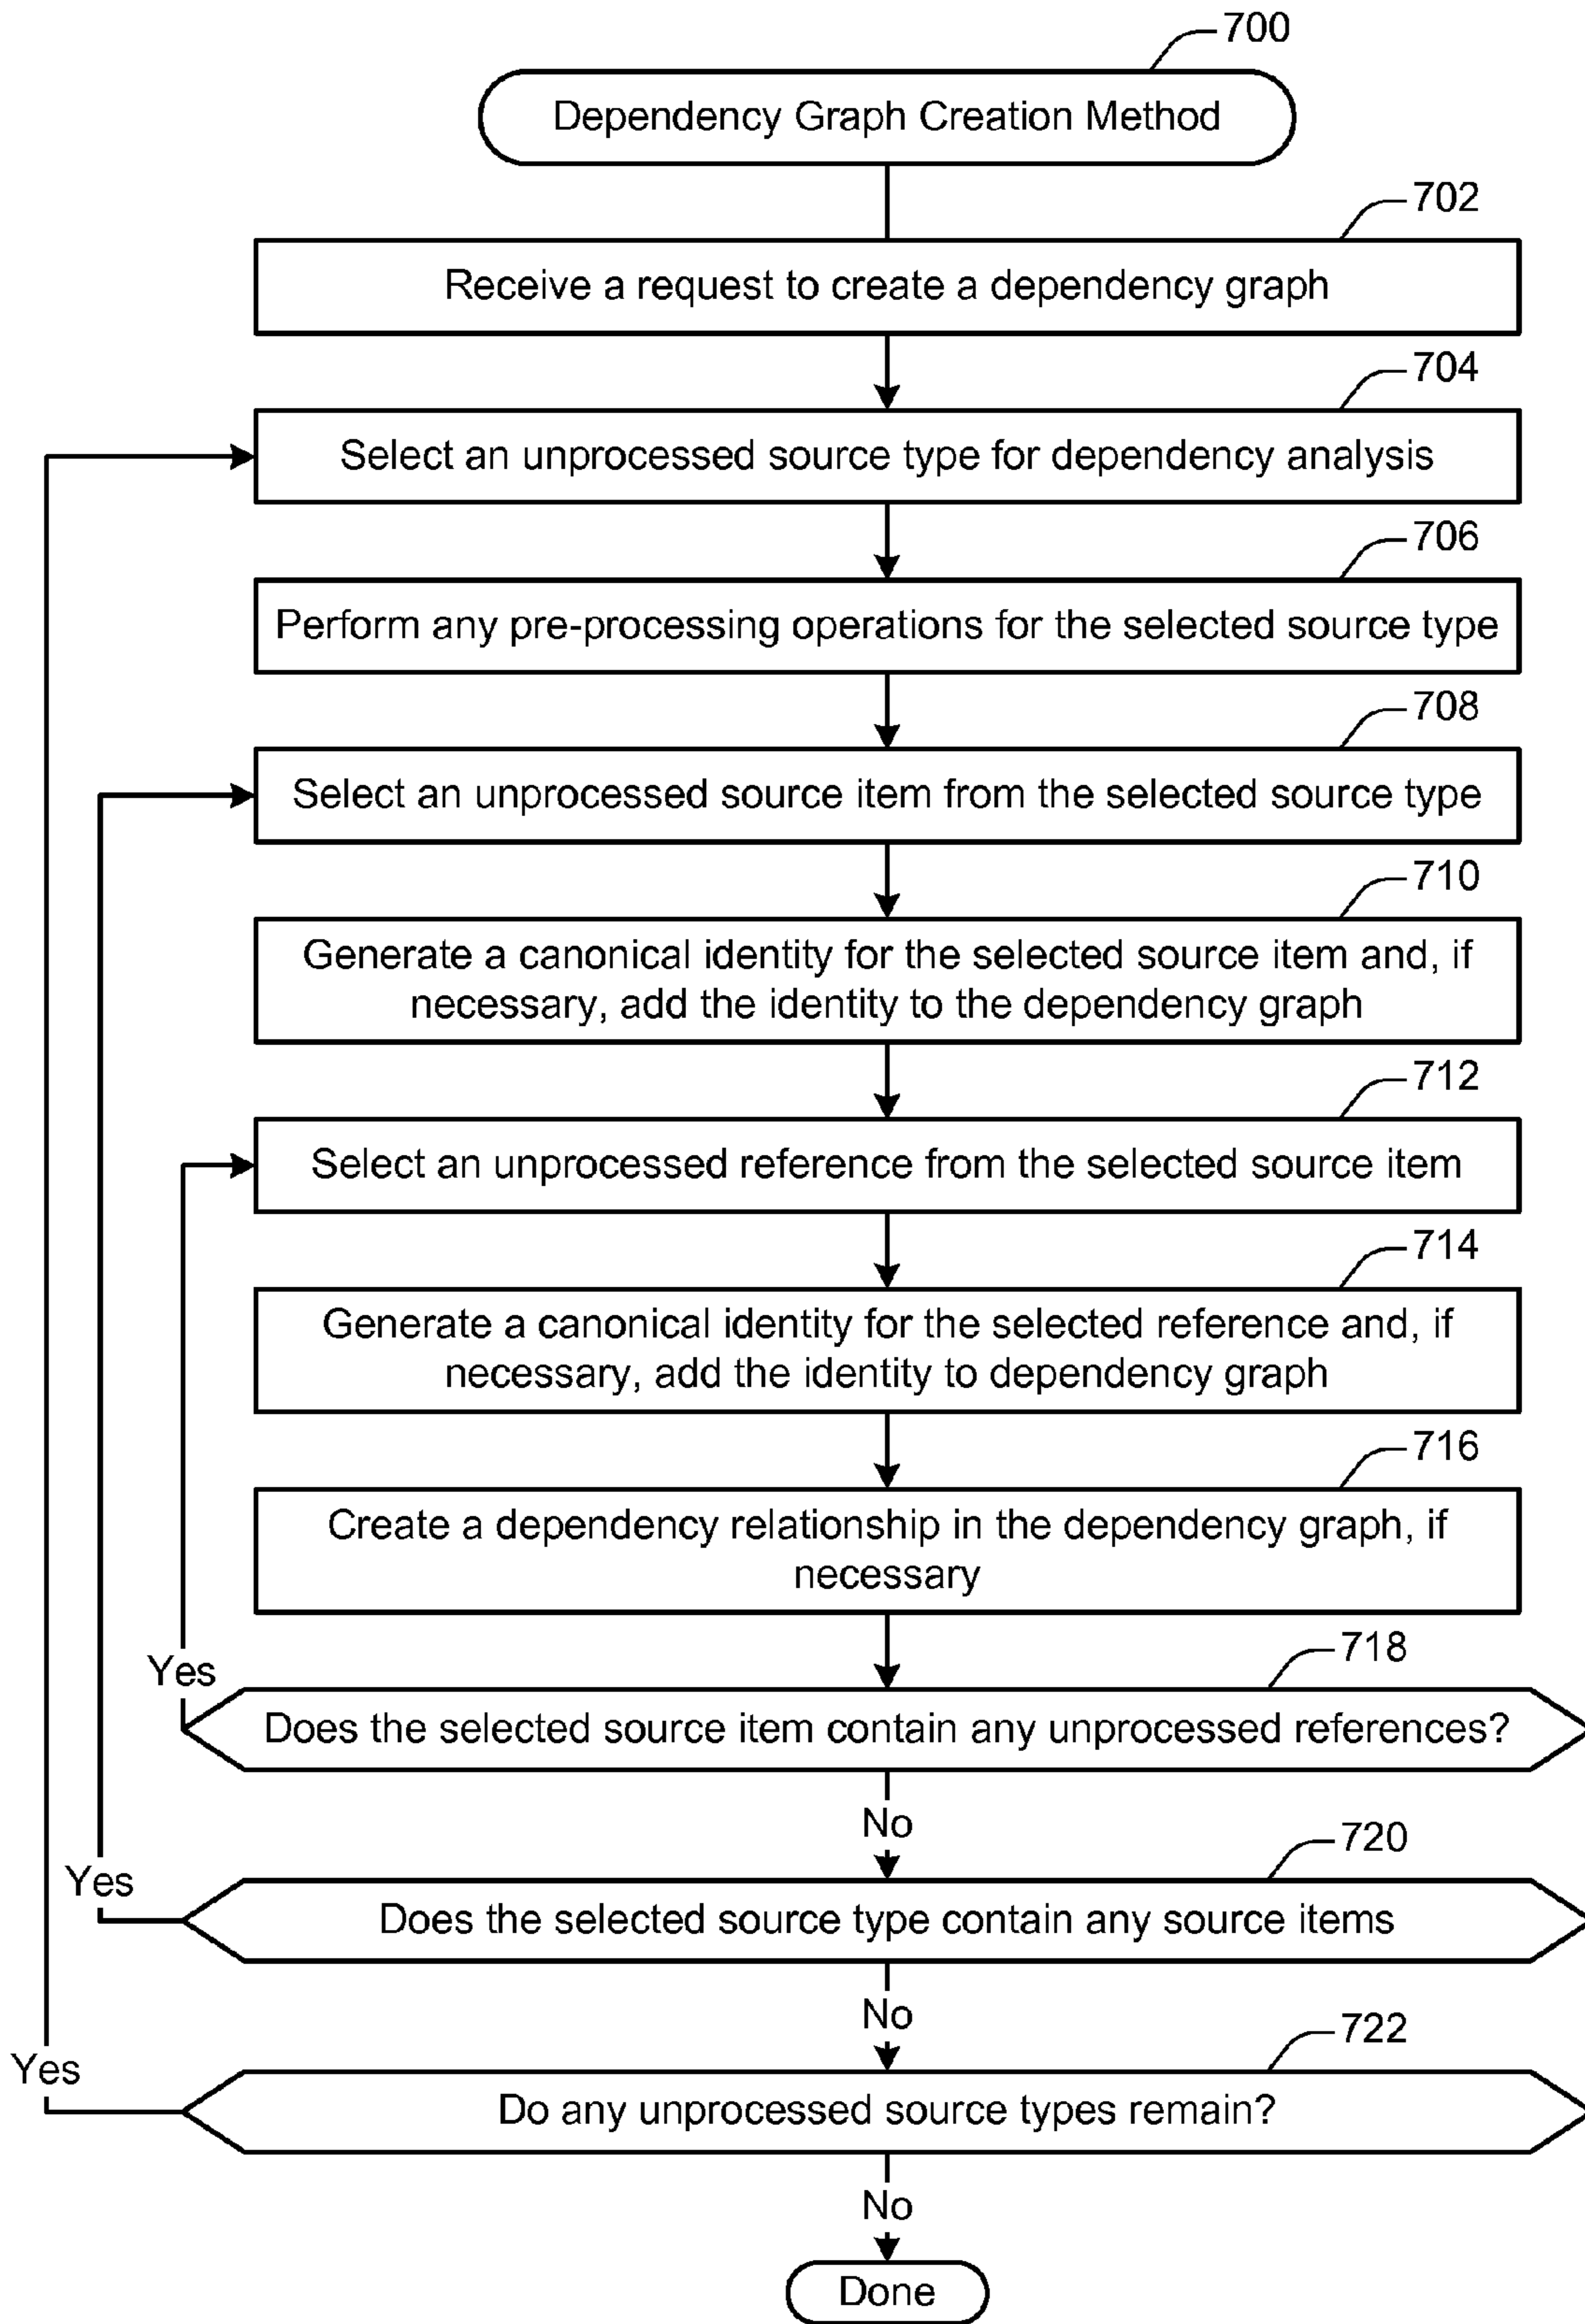 700
Dependency Graph Creation Method
702
Receive a request to create a dependency graph
704
Select an unprocessed source type for dependency analysis
706
Perform any pre-processing operations for the selected source type
708
Select an unprocessed source item from the selected source type
710
Generate a canonical identity for the selected source item and, if
necessary, add the identity to the dependency graph
712
Select an unprocessed reference from the selected source item
714
Generate a canonical identity for the selected reference and, if
necessary, add the identity to dependency graph
716
Create a dependency relationship in the dependency graph, if
necessary
718
Yes
Does the selected source item contain any unprocessed references?
No
720
Yes
Does the selected source type contain any source items
No
722
Yes
Do any unprocessed source types remain?
No
Done